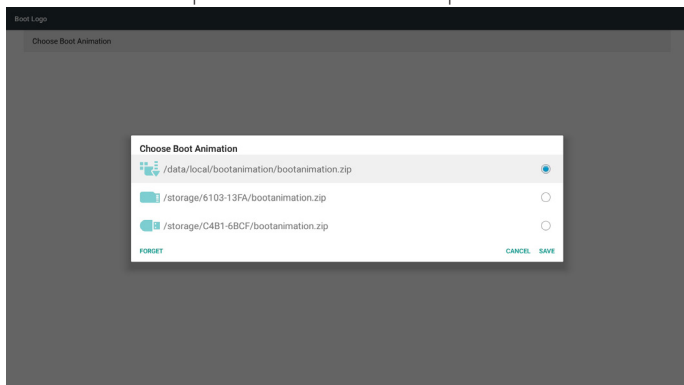 Boot Logo
Choose Boot Animation
Choose Boot Animation
/data/local/bootanimation/bootanimation.zip
/storage/6103-13FA/bootanimation.zip
/storage/C4B1-6BCF/bootanimation.zip
FORGET CANCEL SAVE